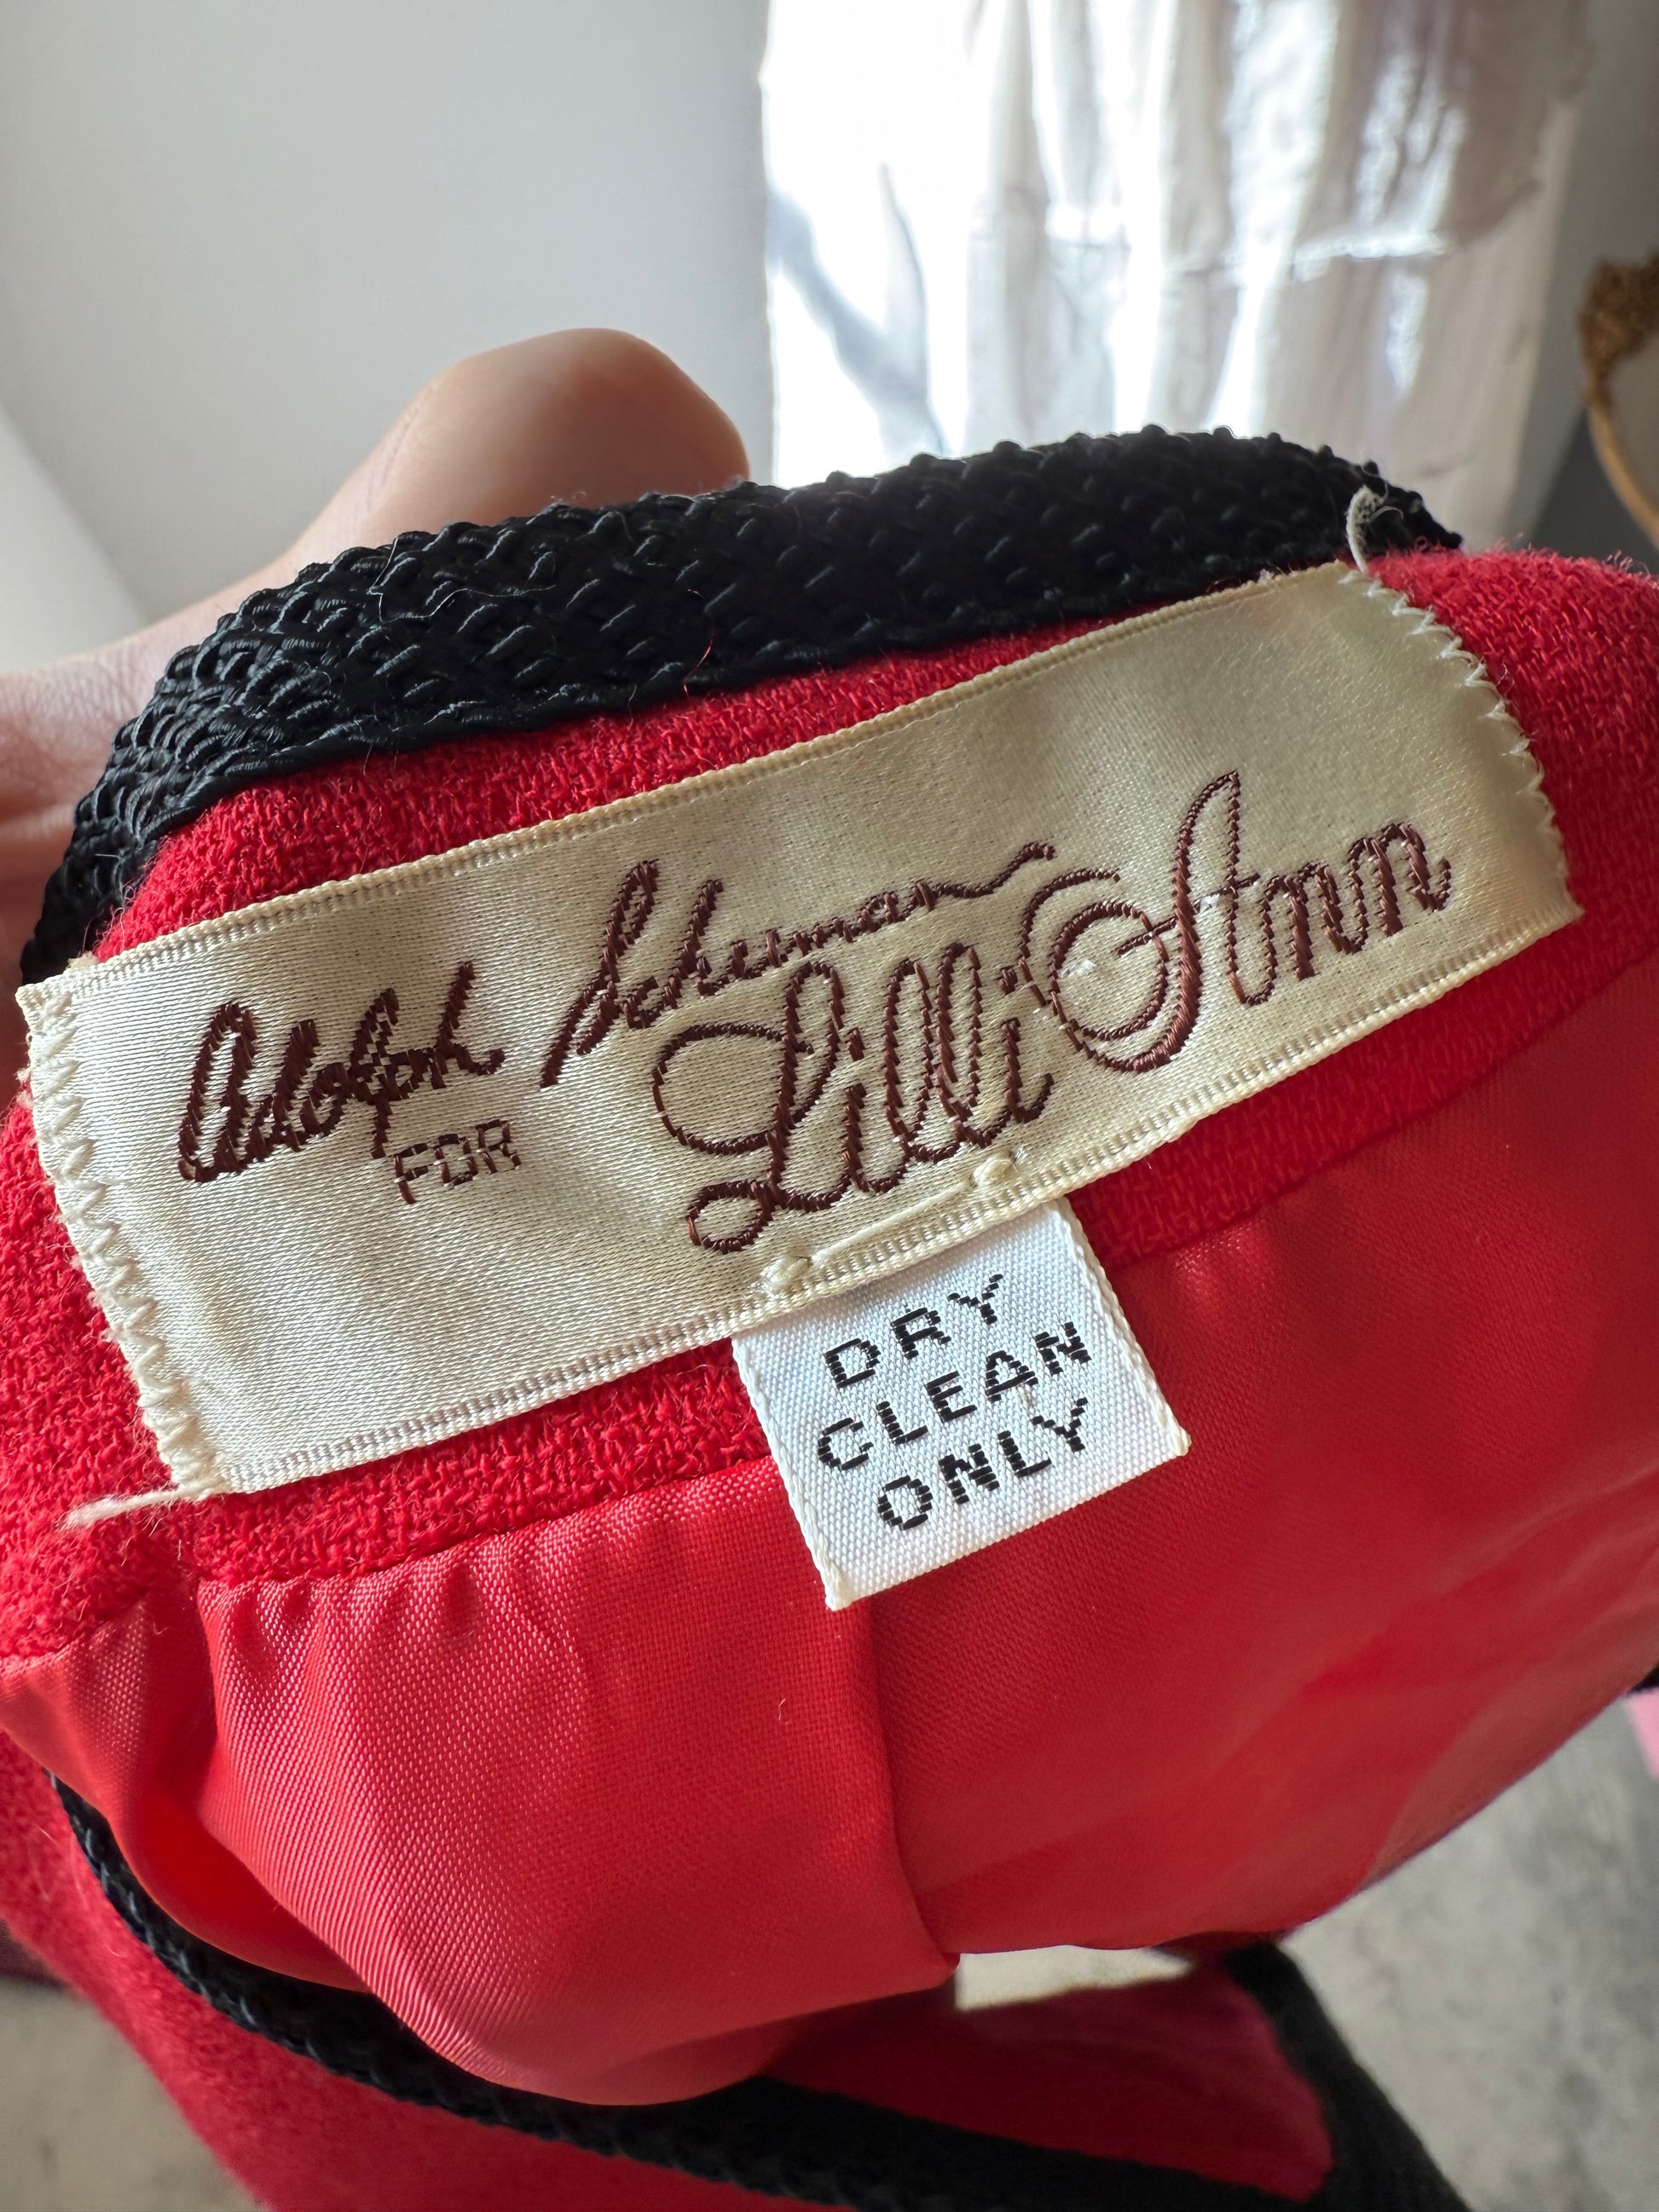 Adolph Schuman
FOR Lilli Ann
DRY
CLEAN
ONLY